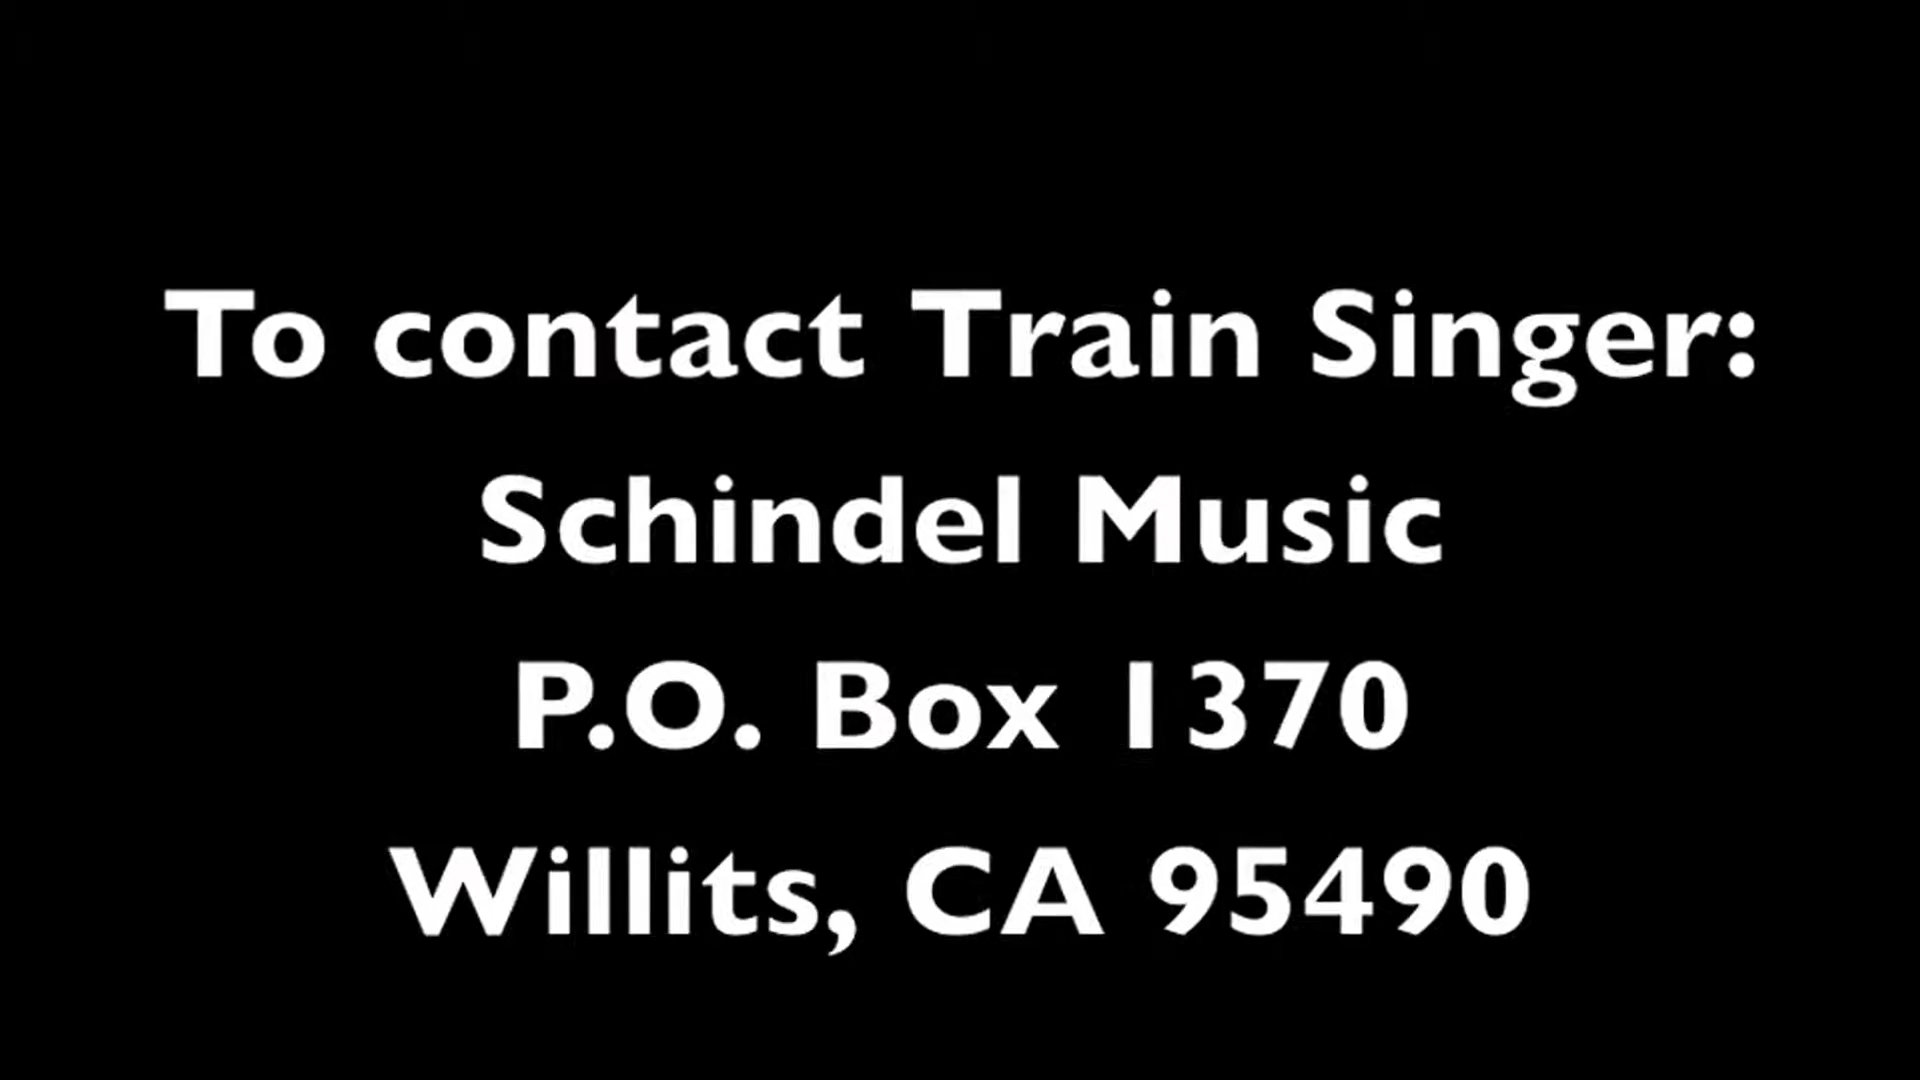 To contact Train Singer:
Schindel Music
P.O. Box 1370
Willits, CA 95490